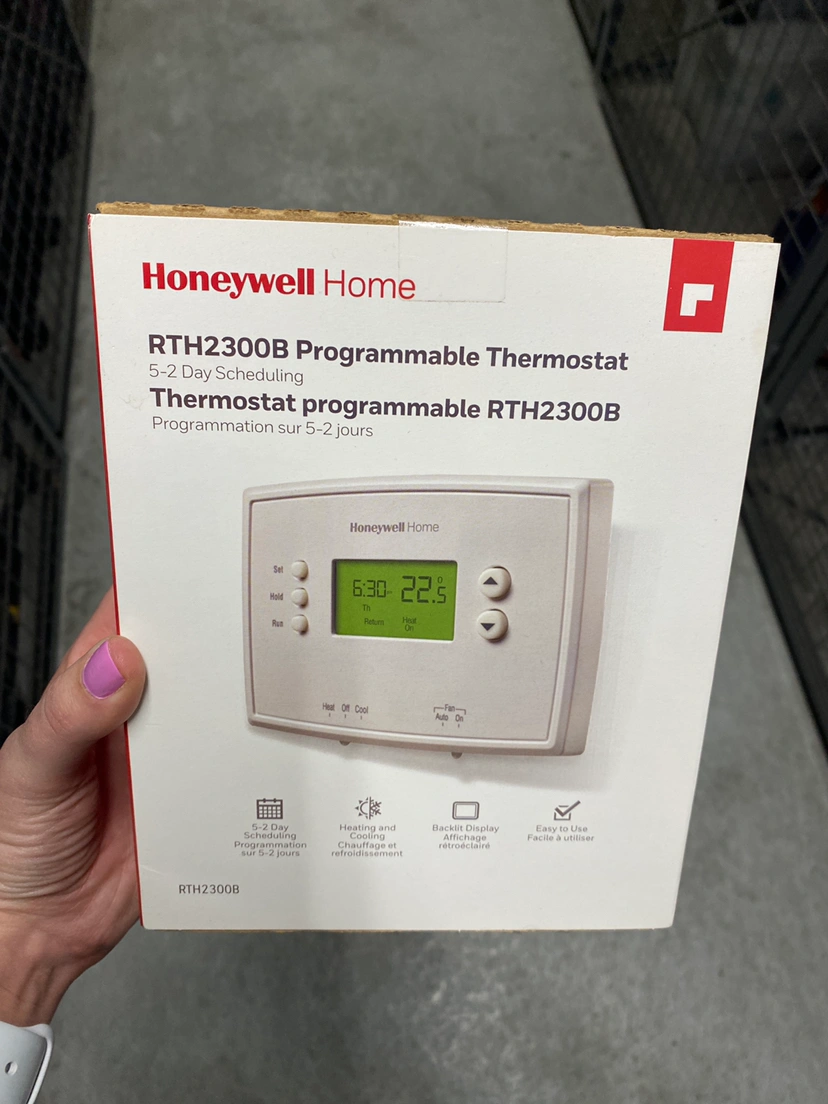 Honeywell Home
RTH2300B Programmable Thermostat
5-2 Day Scheduling
Thermostat programmable RTH2300B
Programmation sur 5-2 jours
Honeywell Home
Set
Hold
Run
6:30 22.5°
Th
Return
Heat
On
Heat Off Cool
Fan
Auto On
5-2 Day
Scheduling
Programmation
sur 5-2 jours
Heating and
Cooling
Chauffage et
refroidissement
Backlit Display
Affichage
rétroéclairé
Easy to Use
Facile à utiliser
RTH2300B